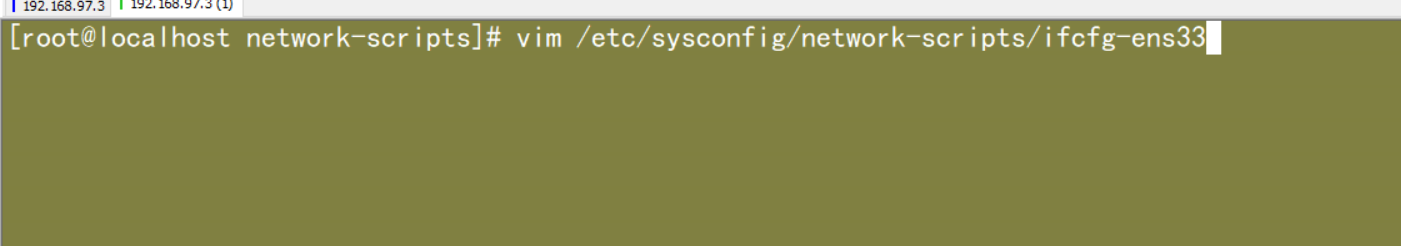 192.168.97.3 192.168.97.3 (1)
[root@localhost network-scripts]# vim /etc/sysconfig/network-scripts/ifcfg-ens33